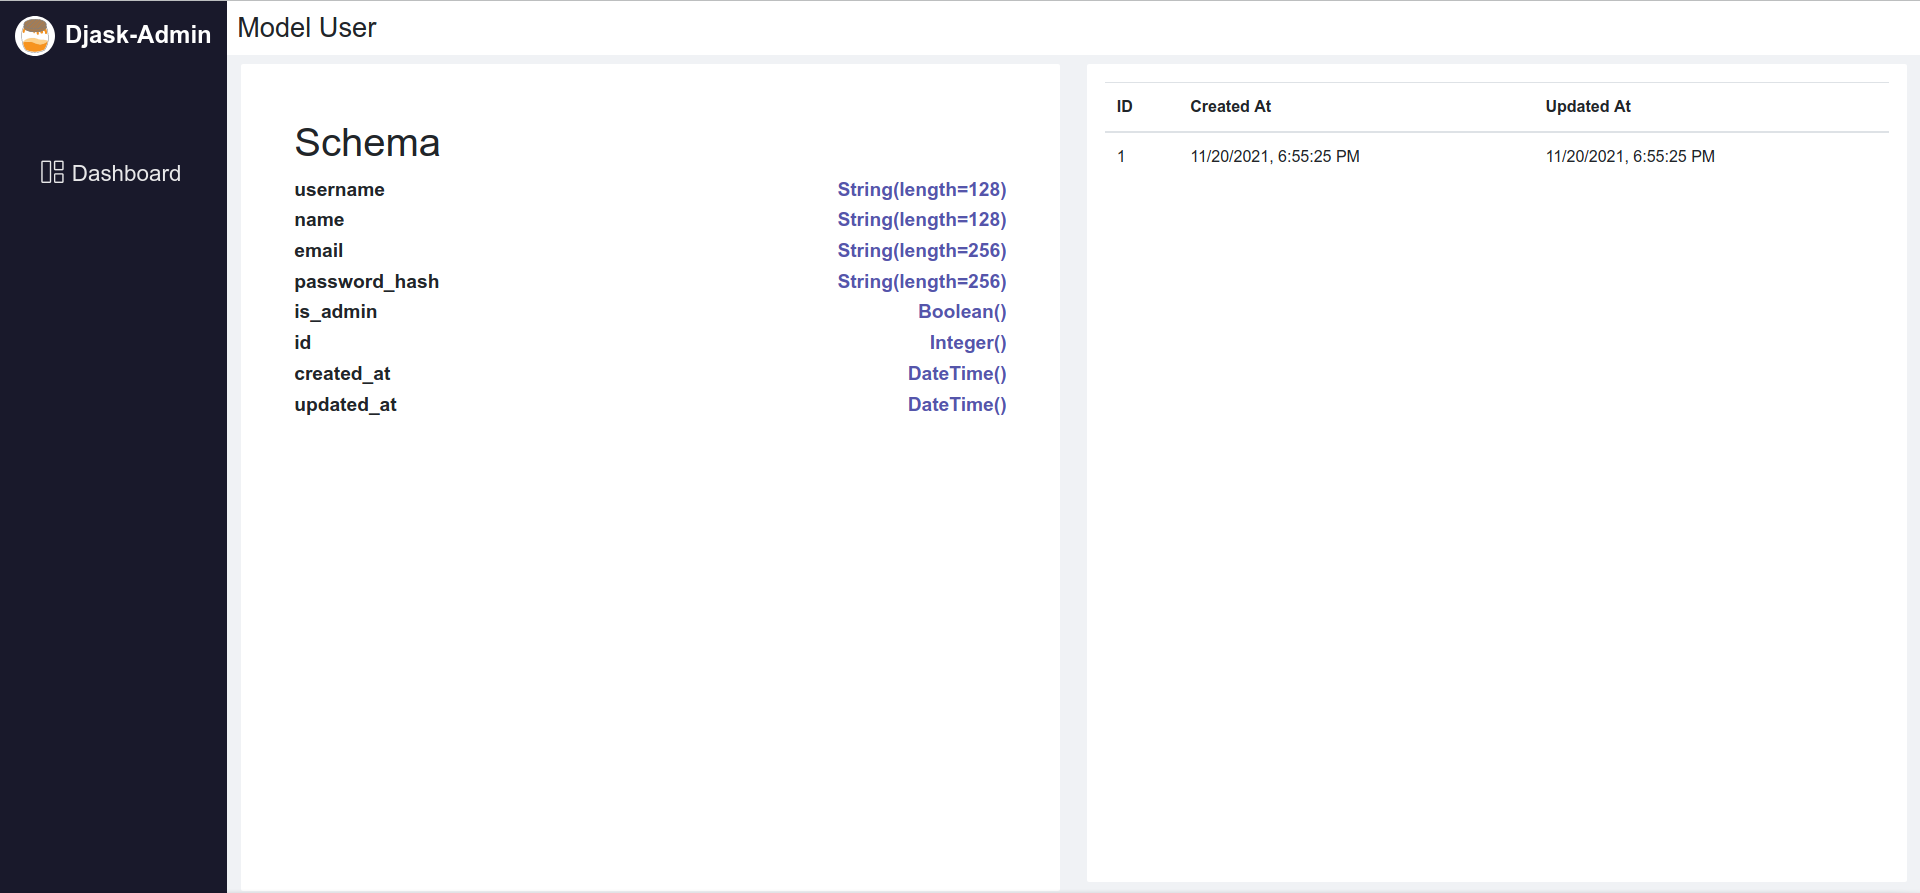 Djask-Admin
Dashboard
Model User
Schema
username String(length=128)
name String(length=128)
email String(length=256)
password_hash String(length=256)
is_admin Boolean()
id Integer()
created_at DateTime()
updated_at DateTime()
ID Created At Updated At
1 11/20/2021, 6:55:25 PM 11/20/2021, 6:55:25 PM